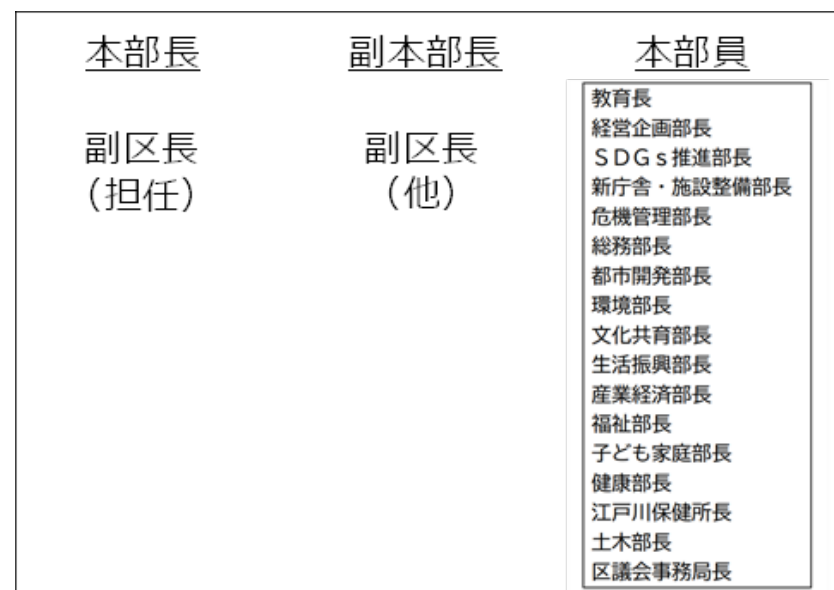 本部長
副区長
（担任）
副本部長
副区長
（他）
本部員
教育長
経営企画部長
ＳＤＧｓ推進部長
新庁舎・施設整備部長
危機管理部長
総務部長
都市開発部長
環境部長
文化共育部長
生活振興部長
産業経済部長
福祉部長
子ども家庭部長
健康部長
江戸川保健所長
土木部長
区議会事務局長